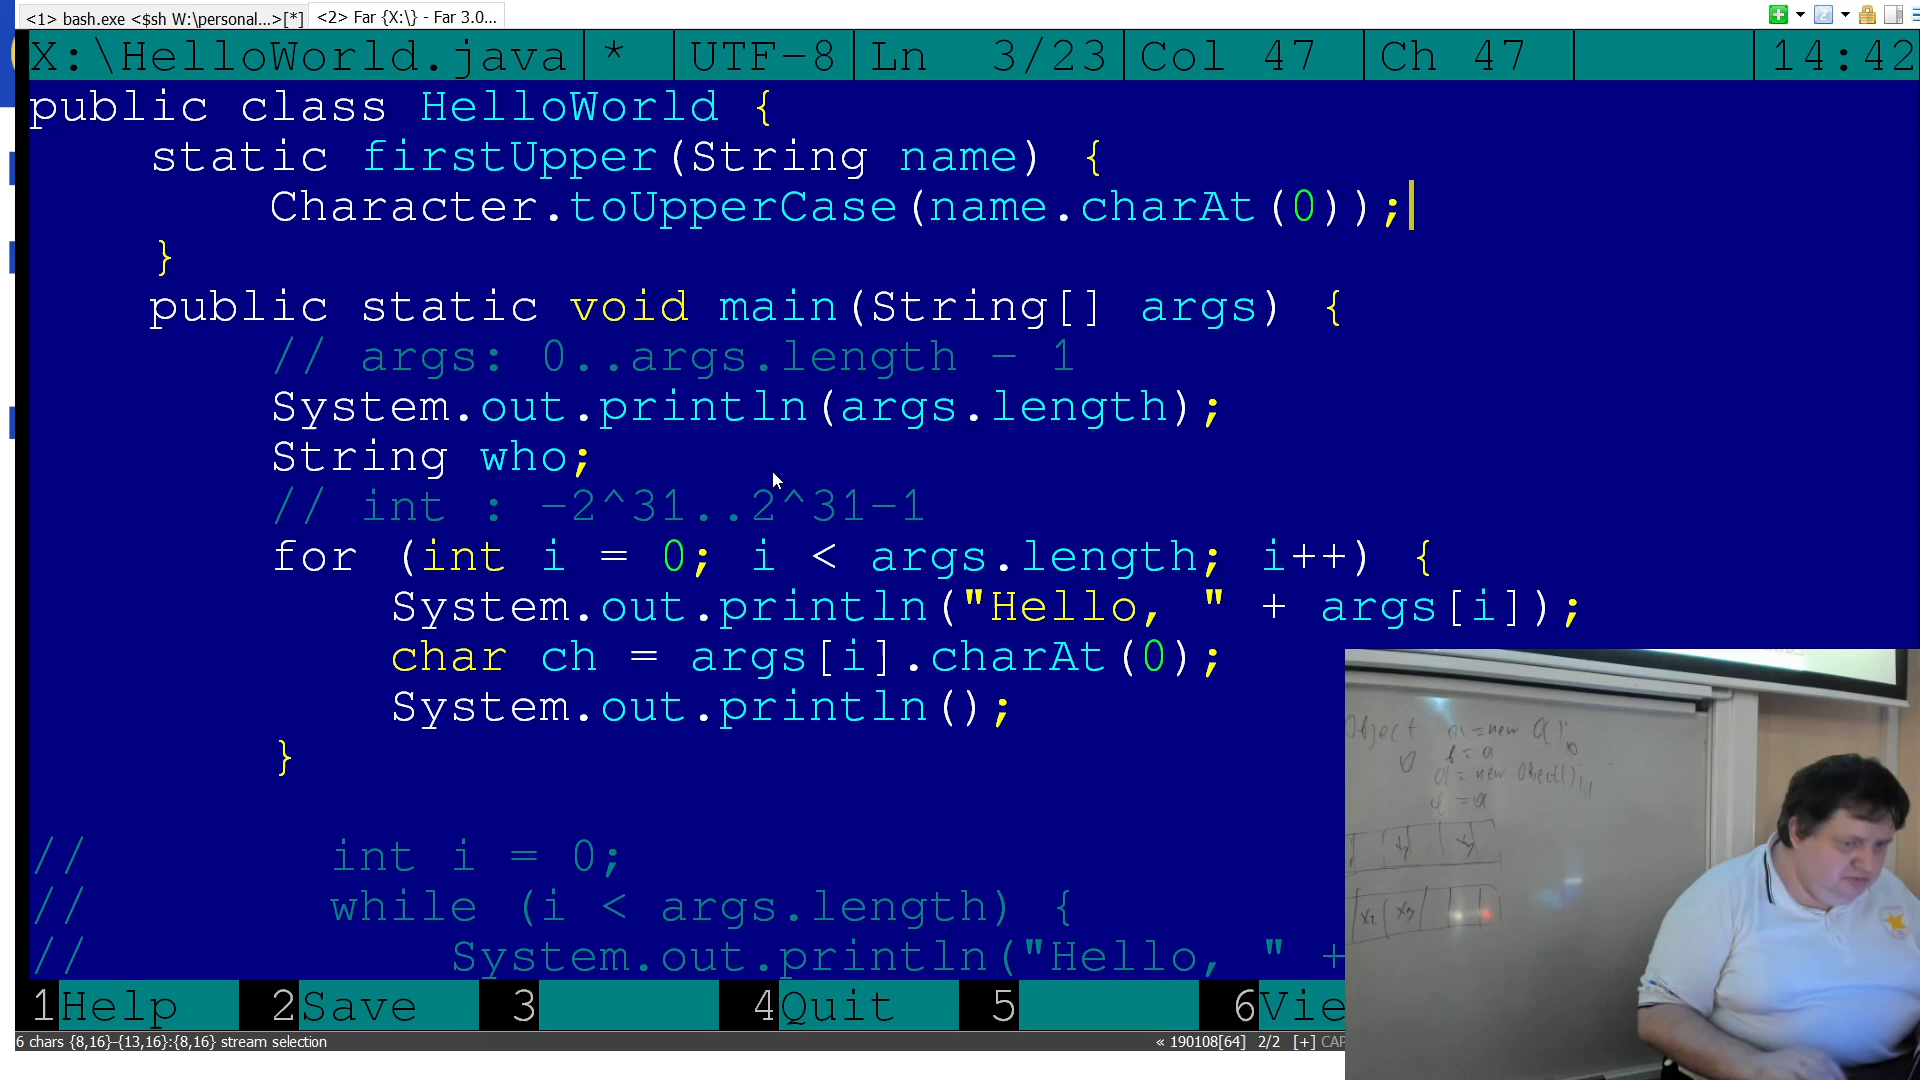 <1> bash.exe <$sh W:\personal...>[*]
<2> Far {X:\} - Far 3.0...
X:\HelloWorld.java * UTF-8 Ln 3/23 Col 47 Ch 47 14:42
public class HelloWorld {
static firstUpper(String name) {
Character.toUpperCase(name.charAt(0));
}
public static void main(String[] args) {
// args: 0..args.length - 1
System.out.println(args.length);
String who;
// int : -2^31..2^31-1
for (int i = 0; i < args.length; i++) {
System.out.println("Hello, " + args[i]);
char ch = args[i].charAt(0);
System.out.println();
}
// int i = 0;
// while (i < args.length) {
// System.out.println("Hello, " +
1Help 2Save 3 4Quit 5 6Vie
6 chars {8,16}-{13,16}:{8,16} stream selection
« 190108[64] 2/2 [+] CAP
Object a = new
b = a
a = new Object()
= a